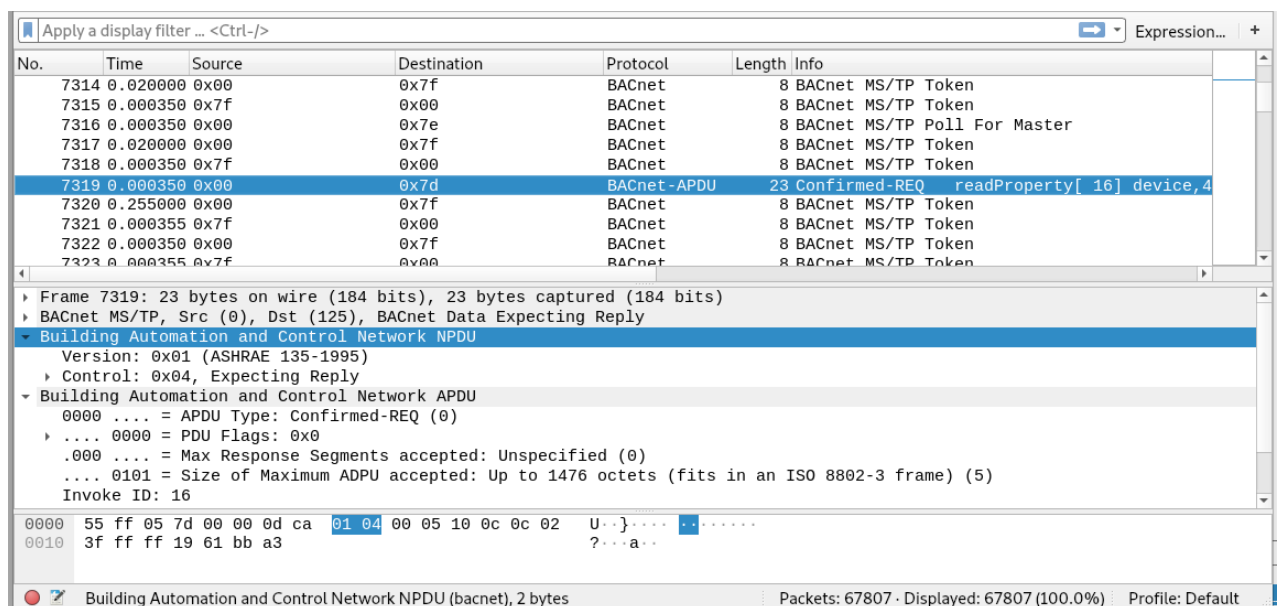 Apply a display filter ... <Ctrl-/> Expression... +
No. Time Source Destination Protocol Length Info
7314 0.020000 0x00 0x7f BACnet 8 BACnet MS/TP Token
7315 0.000350 0x7f 0x00 BACnet 8 BACnet MS/TP Token
7316 0.000350 0x00 0x7e BACnet 8 BACnet MS/TP Poll For Master
7317 0.020000 0x00 0x7f BACnet 8 BACnet MS/TP Token
7318 0.000350 0x7f 0x00 BACnet 8 BACnet MS/TP Token
7319 0.000350 0x00 0x7d BACnet-APDU 23 Confirmed-REQ readProperty[ 16] device,4
7320 0.255000 0x00 0x7f BACnet 8 BACnet MS/TP Token
7321 0.000355 0x7f 0x00 BACnet 8 BACnet MS/TP Token
7322 0.000350 0x00 0x7f BACnet 8 BACnet MS/TP Token
7323 0.000355 0x7f 0x00 BACnet 8 BACnet MS/TP Token
Frame 7319: 23 bytes on wire (184 bits), 23 bytes captured (184 bits)
BACnet MS/TP, Src (0), Dst (125), BACnet Data Expecting Reply
Building Automation and Control Network NPDU
Version: 0x01 (ASHRAE 135-1995)
Control: 0x04, Expecting Reply
Building Automation and Control Network APDU
0000 .... = APDU Type: Confirmed-REQ (0)
.... 0000 = PDU Flags: 0x0
.000 .... = Max Response Segments accepted: Unspecified (0)
.... 0101 = Size of Maximum ADPU accepted: Up to 1476 octets (fits in an ISO 8802-3 frame) (5)
Invoke ID: 16
0000 55 ff 05 7d 00 00 0d ca 01 04 00 05 10 0c 0c 02 U··}···· ········
0010 3f ff ff 19 61 bb a3 ?···a··
Building Automation and Control Network NPDU (bacnet), 2 bytes Packets: 67807 · Displayed: 67807 (100.0%) Profile: Default